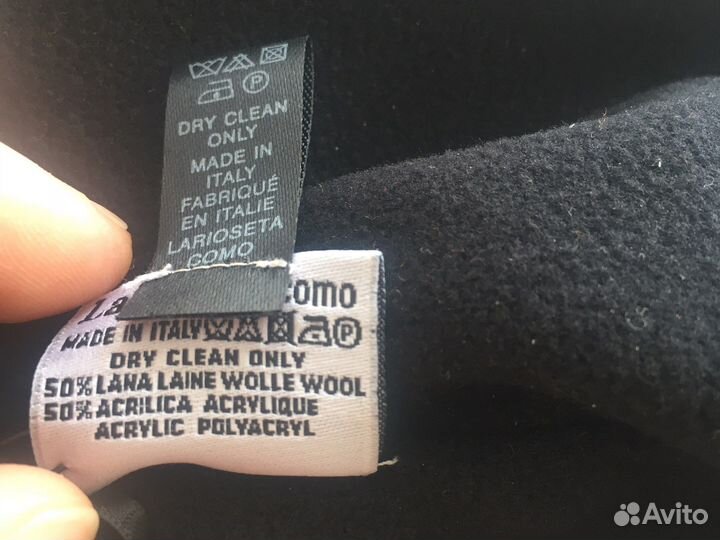 DRY CLEAN
ONLY
MADE IN
ITALY
FABRIQUÉ
EN ITALIE
LARIOSETA
COMO
La como
MADE IN ITALY
DRY CLEAN ONLY
50% LANA LAINE WOLLE WOOL
50% ACRILICA ACRYLIQUE
ACRYLIC POLYACRYL
Avito